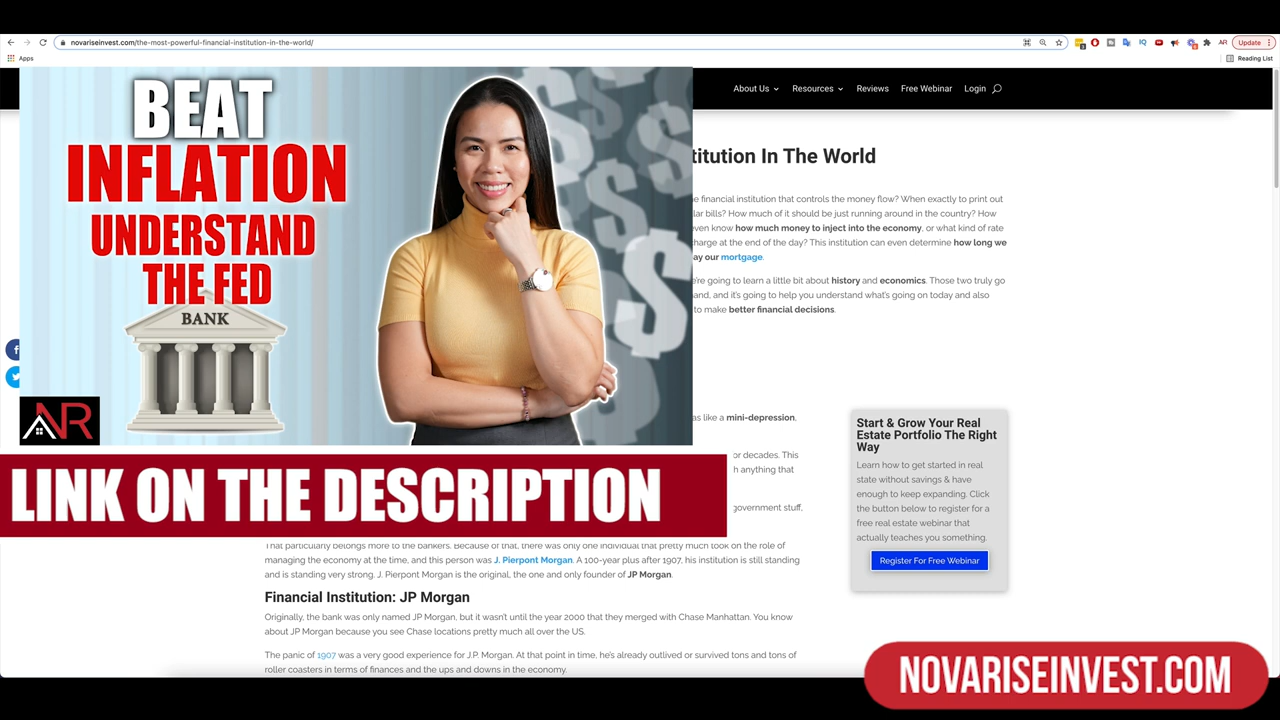 novariseinvest.com/the-most-powerful-financial-institution-in-the-world/
AR
Update
Apps
Reading List
BEAT
INFLATION
UNDERSTAND
THE FED
BANK
NR
About Us
Resources
Reviews
Free Webinar
Login
In The World
financial institution that controls the money flow? When exactly to print out
bills? How much of it should be just running around in the country? How
even know how much money to inject into the economy, or what kind of rate
charge at the end of the day? This institution can even determine how long we
our mortgage.
going to learn a little bit about history and economics. Those two truly go
and it's going to help you understand what's going on today and also
to make better financial decisions.
like a mini-depression,
or decades. This
anything that
government stuff,
LINK ON THE DESCRIPTION
That particularly belongs more to the bankers. Because of that, there was only one individual that pretty much took on the role of
managing the economy at the time, and this person was J. Pierpont Morgan. A 100-year plus after 1907, his institution is still standing
and is standing very strong. J. Pierpont Morgan is the original, the one and only founder of JP Morgan.
Financial Institution: JP Morgan
Originally, the bank was only named JP Morgan, but it wasn't until the year 2000 that they merged with Chase Manhattan. You know
about JP Morgan because you see Chase locations pretty much all over the US.
The panic of 1907 was a very good experience for J.P. Morgan. At that point in time, he's already outlived or survived tons and tons of
roller coasters in terms of finances and the ups and downs in the economy.
Start & Grow Your Real
Estate Portfolio The Right
Way
Learn how to get started in real
state without savings & have
enough to keep expanding. Click
the button below to register for a
free real estate webinar that
actually teaches you something.
Register For Free Webinar
NOVARISEINVEST.COM